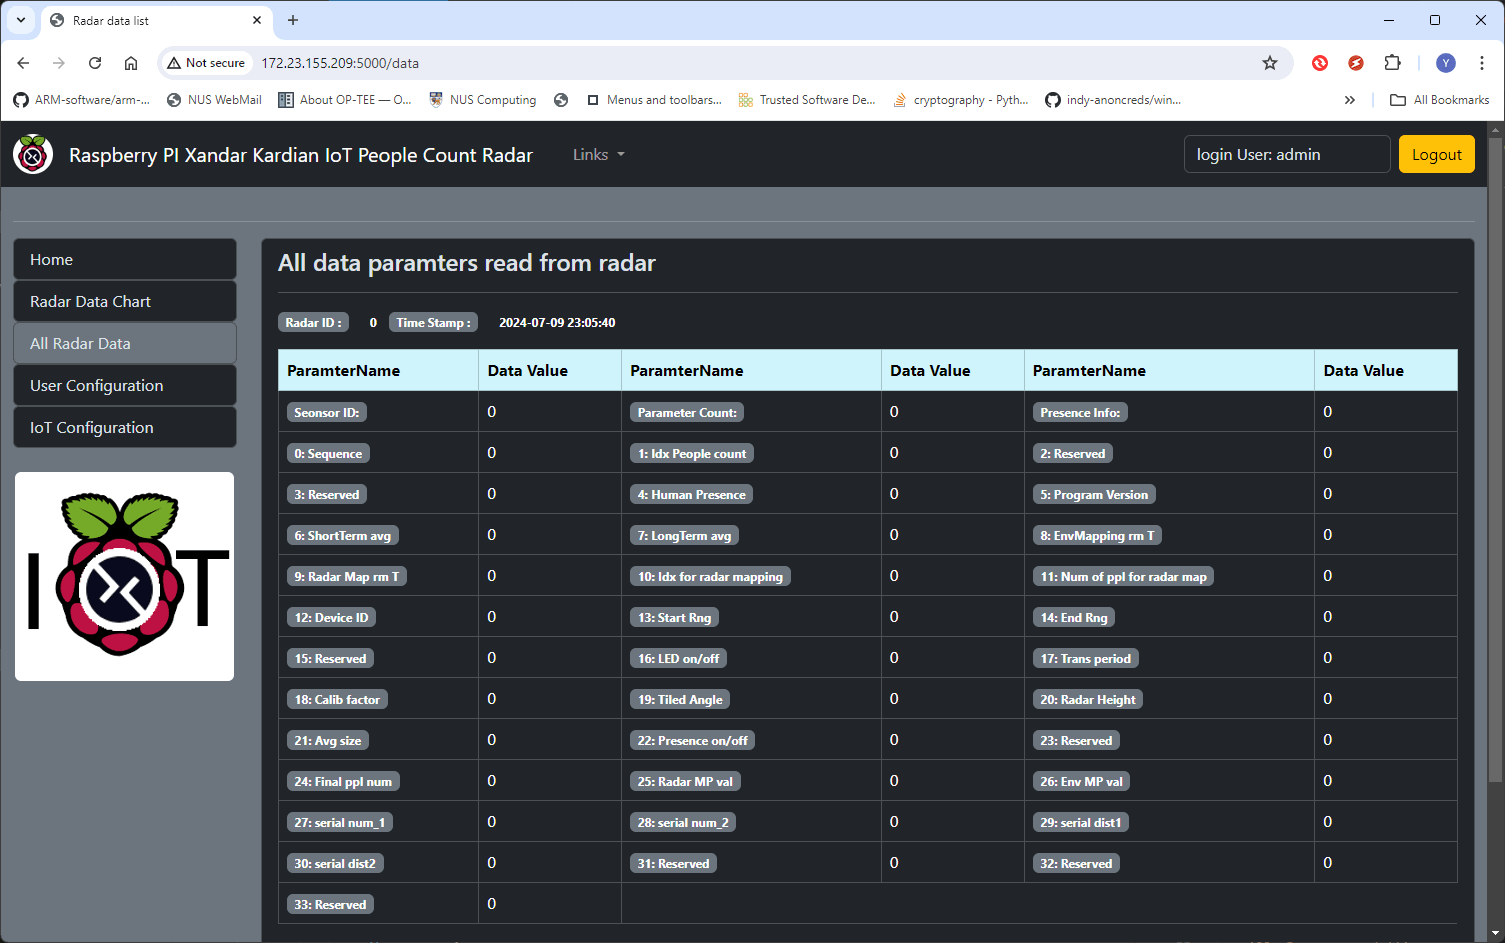 Radar data list
Not secure 172.23.155.209:5000/data
Y
ARM-software/arm-... NUS WebMail About OP-TEE — O... NUS Computing Menus and toolbars... Trusted Software De... cryptography - Pyth... indy-anoncreds/win... All Bookmarks
Raspberry PI Xandar Kardian IoT People Count Radar Links login User: admin Logout
Home
Radar Data Chart
All Radar Data
User Configuration
IoT Configuration
I T
All data paramters read from radar
Radar ID : 0 Time Stamp : 2024-07-09 23:05:40
ParamterName Data Value ParamterName Data Value ParamterName Data Value
Seonsor ID: 0 Parameter Count: 0 Presence Info: 0
0: Sequence 0 1: Idx People count 0 2: Reserved 0
3: Reserved 0 4: Human Presence 0 5: Program Version 0
6: ShortTerm avg 0 7: LongTerm avg 0 8: EnvMapping rm T 0
9: Radar Map rm T 0 10: Idx for radar mapping 0 11: Num of ppl for radar map 0
12: Device ID 0 13: Start Rng 0 14: End Rng 0
15: Reserved 0 16: LED on/off 0 17: Trans period 0
18: Calib factor 0 19: Tiled Angle 0 20: Radar Height 0
21: Avg size 0 22: Presence on/off 0 23: Reserved 0
24: Final ppl num 0 25: Radar MP val 0 26: Env MP val 0
27: serial num_1 0 28: serial num_2 0 29: serial dist1 0
30: serial dist2 0 31: Reserved 0 32: Reserved 0
33: Reserved 0